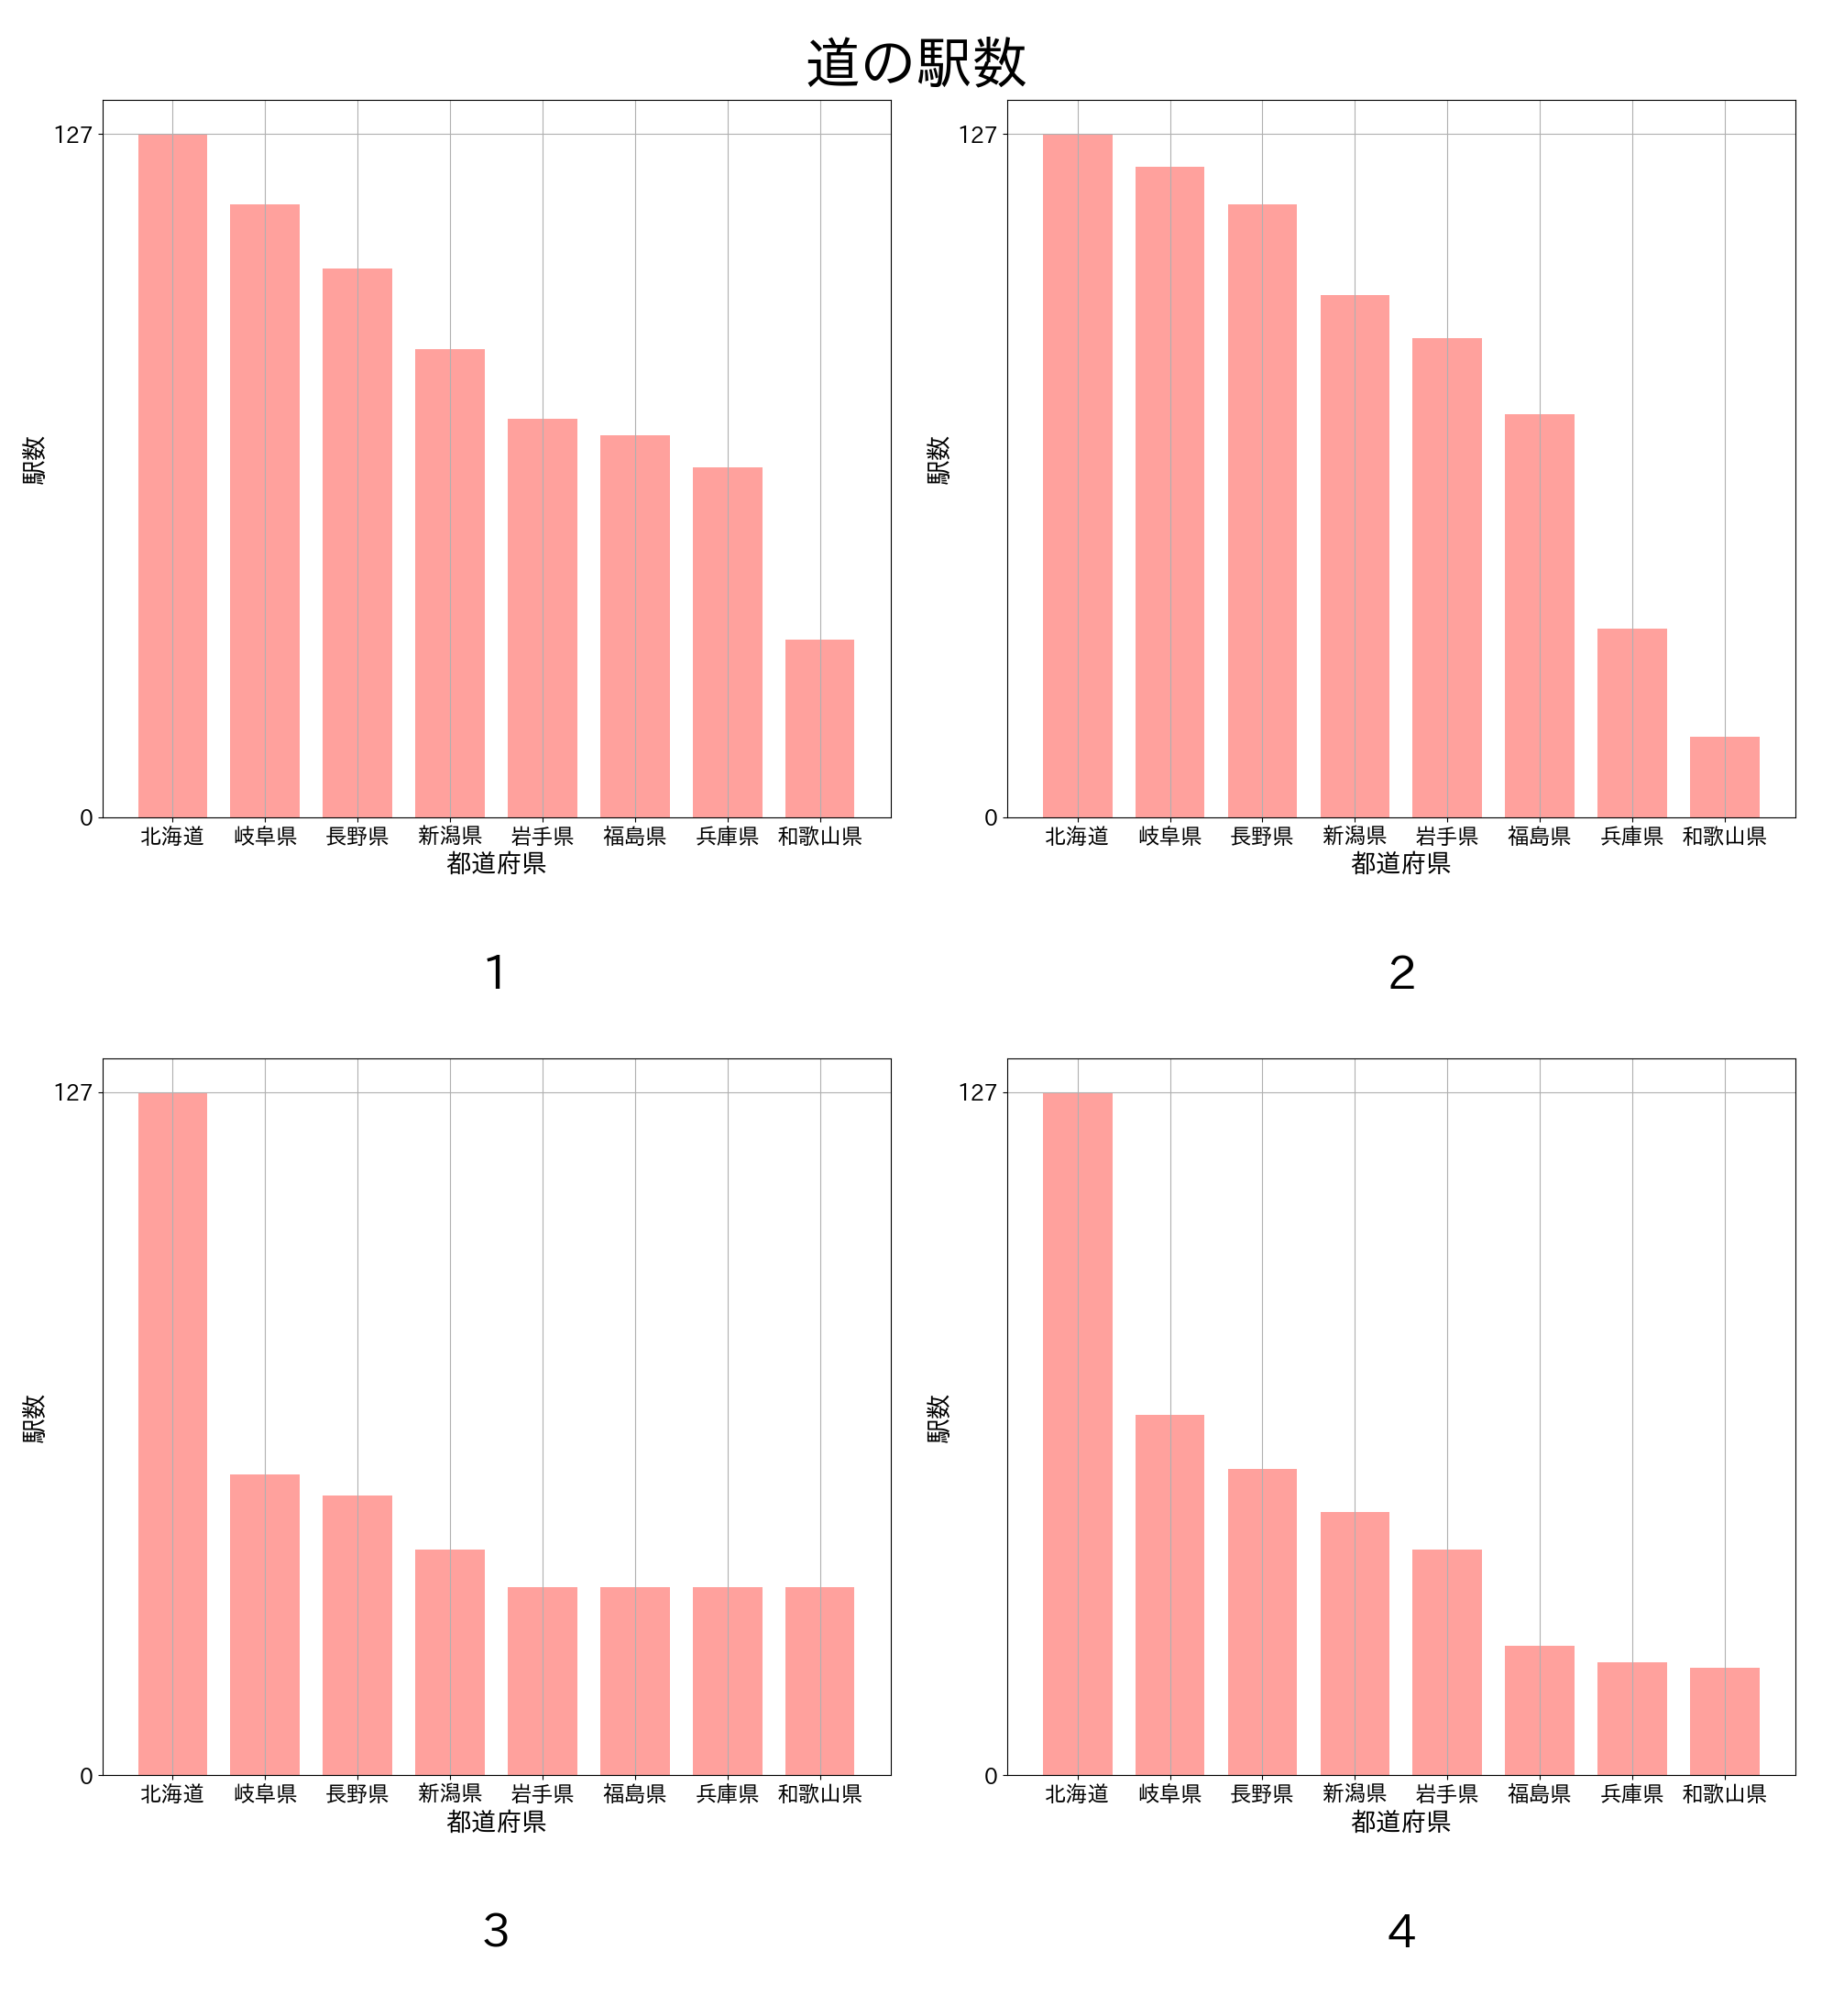 道の駅数
127
0
駅数
北海道 岐阜県 長野県 新潟県 岩手県 福島県 兵庫県 和歌山県
都道府県
1
127
0
駅数
北海道 岐阜県 長野県 新潟県 岩手県 福島県 兵庫県 和歌山県
都道府県
2
127
0
駅数
北海道 岐阜県 長野県 新潟県 岩手県 福島県 兵庫県 和歌山県
都道府県
3
127
0
駅数
北海道 岐阜県 長野県 新潟県 岩手県 福島県 兵庫県 和歌山県
都道府県
4